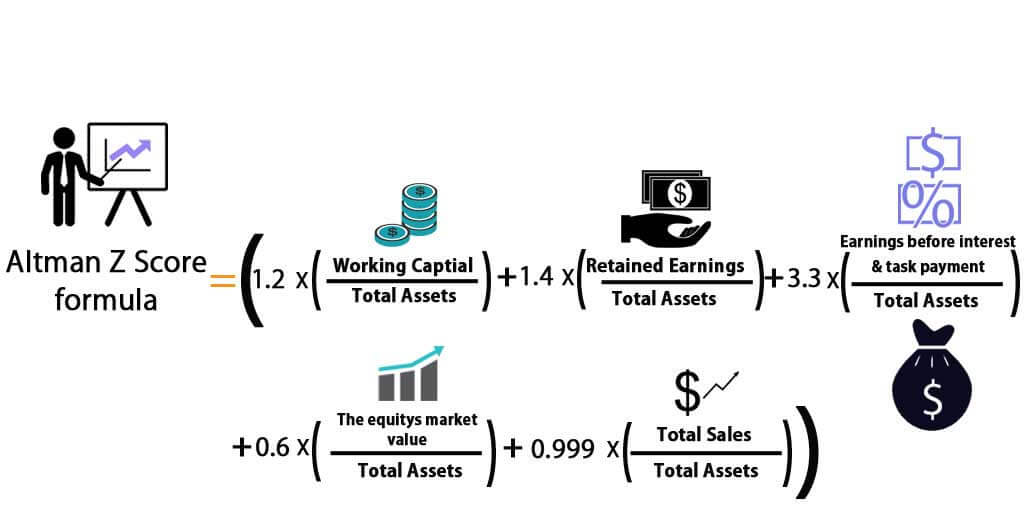 $
%
$
$
Earnings before interest
Altman Z Score
formula
=
(1.2 x (Working Captial
Total Assets)
+1.4 x(Retained Earnings
Total Assets)
+3.3 x(& task payment
Total Assets)
$
+0.6 x(The equitys market
value
Total Assets)
$
+ 0.999 x(Total Sales
Total Assets))